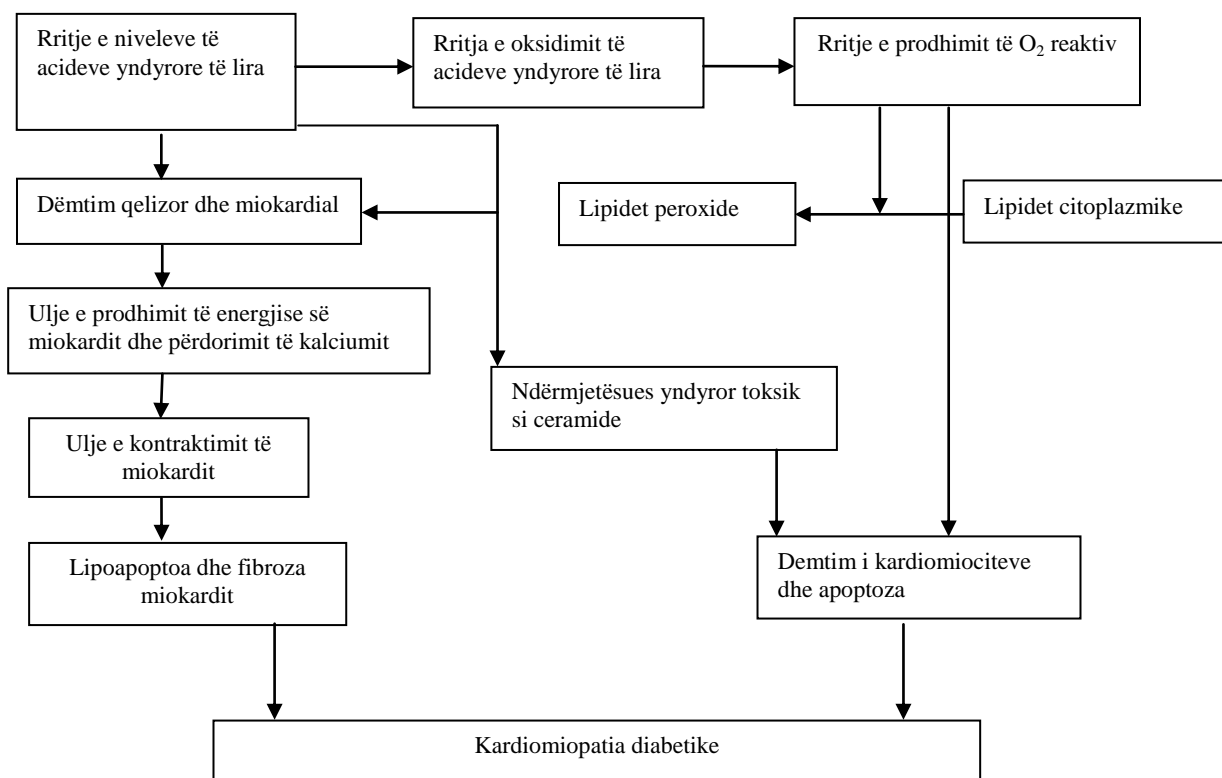 Rritje e niveleve të
acideve yndyrore të lira
Rritja e oksidimit të
acideve yndyrore të lira
Rritje e prodhimit të O₂ reaktiv
Dëmtim qelizor dhe miokardial
Lipidet peroxide
Lipidet citoplazmike
Ulje e prodhimit të energjise së
miokardit dhe përdorimit të kalciumit
Ndërmjetësues yndyror toksik
si ceramide
Ulje e kontraktimit të
miokardit
Lipoapoptoa dhe fibroza
miokardit
Demtim i kardiomiociteve
dhe apoptoza
Kardiomiopatia diabetike